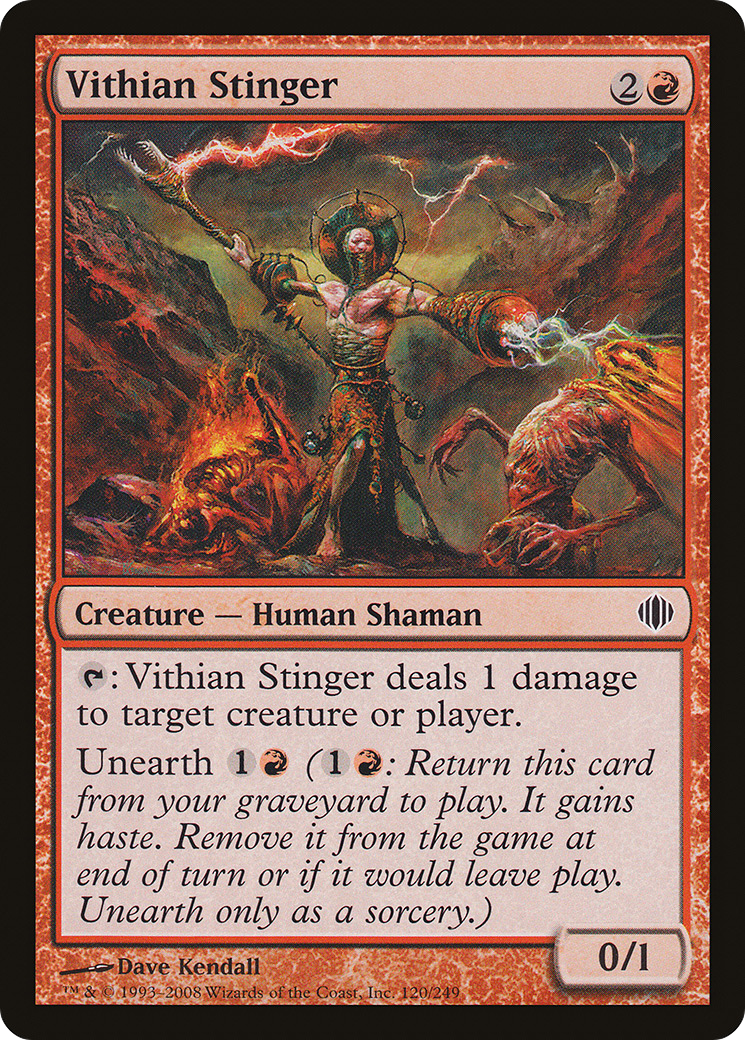 Vithian Stinger 2
Creature — Human Shaman
: Vithian Stinger deals 1 damage
to target creature or player.
Unearth 1 (1 : Return this card
from your graveyard to play. It gains
haste. Remove it from the game at
end of turn or if it would leave play.
Unearth only as a sorcery.)
0/1
Dave Kendall
™ & © 1993-2008 Wizards of the Coast, Inc. 120/249